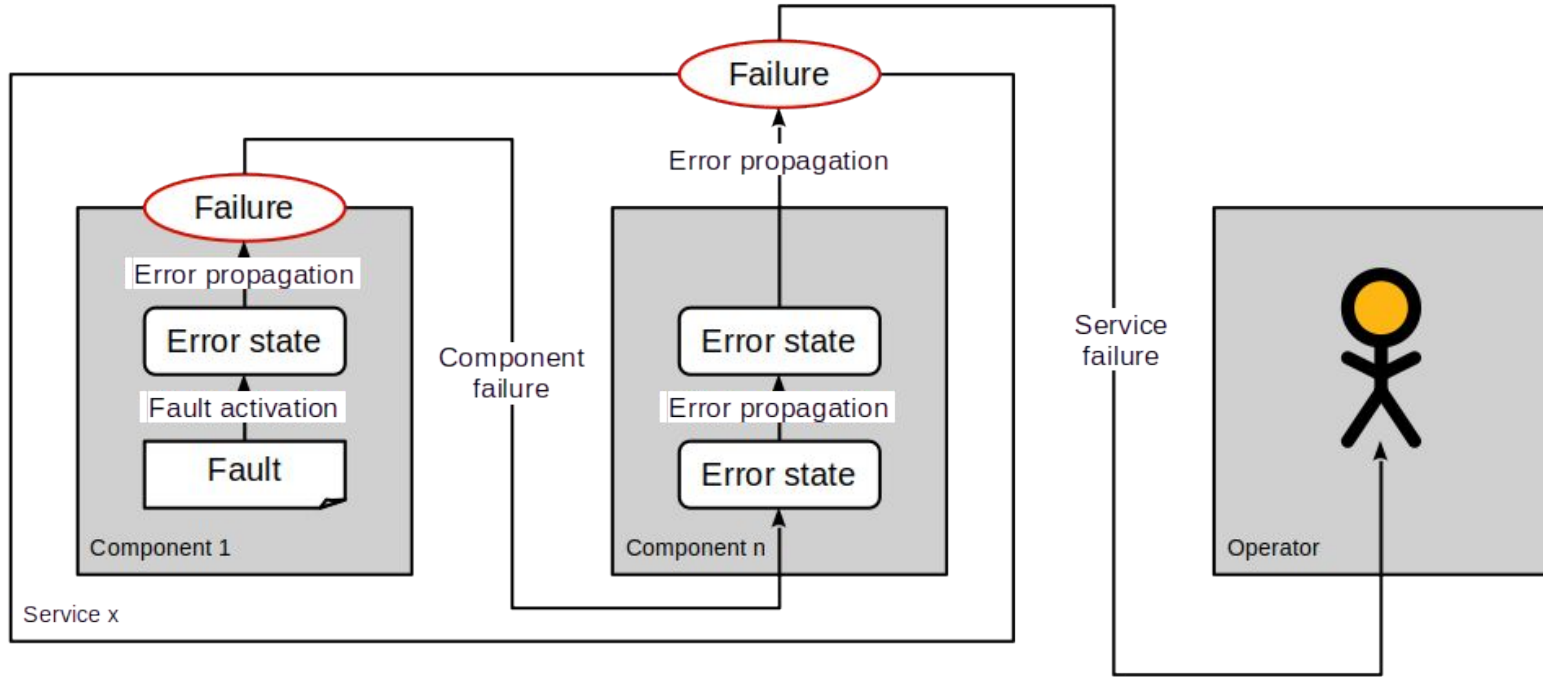 Failure
Error propagation
Failure
Error propagation
Error state
Fault activation
Fault
Component 1
Component
failure
Error state
Error propagation
Error state
Component n
Service x
Service
failure
Operator